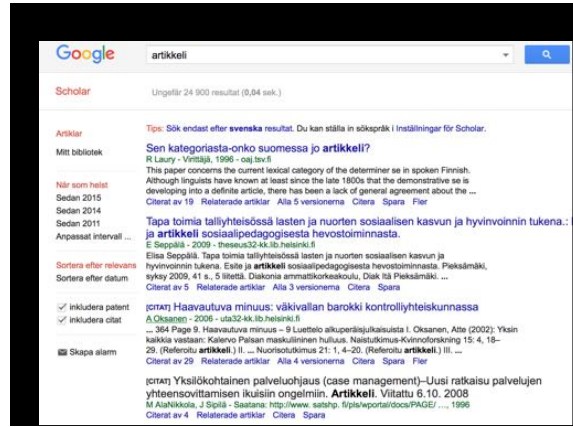 Google
artikkeli
Scholar
Ungefär 24 900 resultat (0,04 sek.)
Artiklar
Mitt bibliotek
När som helst
Sedan 2015
Sedan 2014
Sedan 2011
Anpassat intervall ...
Sortera efter relevans
Sortera efter datum
inkludera patent
inkludera citat
Skapa alarm
Tips: Sök endast efter svenska resultat. Du kan ställa in sökspråk i Inställningar för Scholar.
Sen kategoriasta-onko suomessa jo artikkeli?
R Laury - Virittäjä, 1996 - oaj.tsv.fi
This paper concerns the current lexical category of the determiner se in spoken Finnish.
Although linguists have known at least since the late 1800s that the demonstrative se is
developing into a definite article, there has been a lack of general agreement about the ...
Citerat av 19 Relaterade artiklar Alla 5 versionerna Citera Spara Fler
Tapa toimia talliyhteisössä lasten ja nuorten sosiaalisen kasvun ja hyvinvoinnin tukena.:
ja artikkeli sosiaalipedagogisesta hevostoiminnasta.
E Seppälä - 2009 - theseus32-kk.lib.helsinki.fi
Elisa Seppälä. Tapa toimia talliyhteisössä lasten ja nuorten sosiaalisen kasvun ja
hyvinvoinnin tukena. Esite ja artikkeli sosiaalipedagogisesta hevostoiminnasta. Pieksämäki,
syksy 2009, 41 s., 5 liitettä. Diakonia ammattikorkeakoulu, Diak Itä Pieksämäki. ...
Citerat av 5 Relaterade artiklar Alla 3 versionerna Citera Spara
[CITAT] Haavautuva minuus: väkivallan barokki kontrolliyhteiskunnassa
A Oksanen - 2006 - uta32-kk.lib.helsinki.fi
... 364 Page 9. Haavautuva minuus – 9 Luettelo alkuperäisjulkaisuista I. Oksanen, Atte (2002): Yksin
kaikkia vastaan: Kalervo Palsan maskuliininen hulluus. Naistutkimus-Kvinnoforskning 15: 4, 18–
29. (Referoitu artikkeli.) II. ... Nuorisotutkimus 21: 1, 4–20. (Referoitu artikkeli.) III. ...
Citerat av 29 Relaterade artiklar Alla 4 versionerna Citera Spara Fler
[CITAT] Yksilökohtainen palveluohjaus (case management)–Uusi ratkaisu palvelujen
yhteensovittamisen ikuisiin ongelmiin. Artikkeli. Viitattu 6.10. 2008
M AlaNikkola, J Sipilä - Saatana: http://www. satshp. fi/pls/wportal/docs/PAGE/ ..., 1996
Citerat av 4 Relaterade artiklar Citera Spara